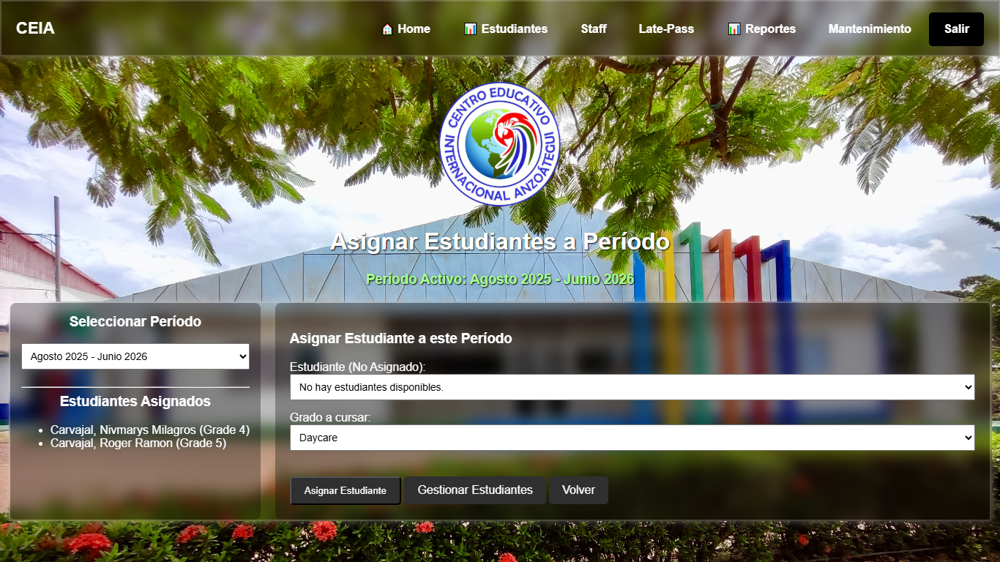 CEIA
Home
Estudiantes
Staff
Late-Pass
Reportes
Mantenimiento
Salir
CENTRO EDUCATIVO
INTERNACIONAL ANZOÁTEGUI
Asignar Estudiantes a Período
Período Activo: Agosto 2025 - Junio 2026
Seleccionar Período
Agosto 2025 - Junio 2026
Estudiantes Asignados
Carvajal, Nivmarys Milagros (Grade 4)
Carvajal, Roger Ramon (Grade 5)
Asignar Estudiante a este Período
Estudiante (No Asignado):
No hay estudiantes disponibles.
Grado a cursar:
Daycare
Asignar Estudiante
Gestionar Estudiantes
Volver